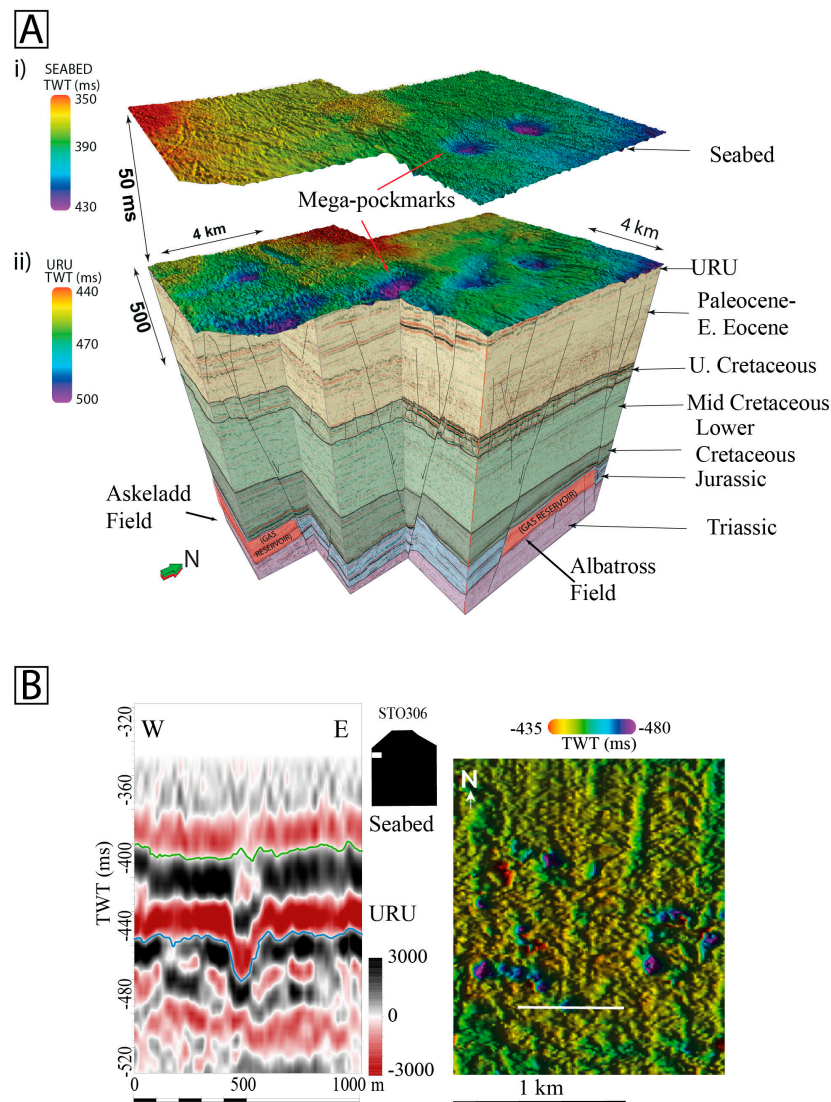 A
i)
SEABED
TWT (ms)
350
390
430
50 ms
Seabed
Mega-pockmarks
4 km
4 km
ii)
URU
TWT (ms)
440
470
500
500
URU
Paleocene-
E. Eocene
U. Cretaceous
Mid Cretaceous
Lower
Cretaceous
Jurassic
Triassic
Askeladd
Field
(GAS
RESERVOIR)
(GAS RESERVOIR)
Albatross
Field
N
B
W
E
TWT (ms)
-320
-360
-400
-440
-480
-520
0
500
1000 m
STO306
Seabed
URU
3000
0
-3000
-435
-480
TWT (ms)
N
1 km